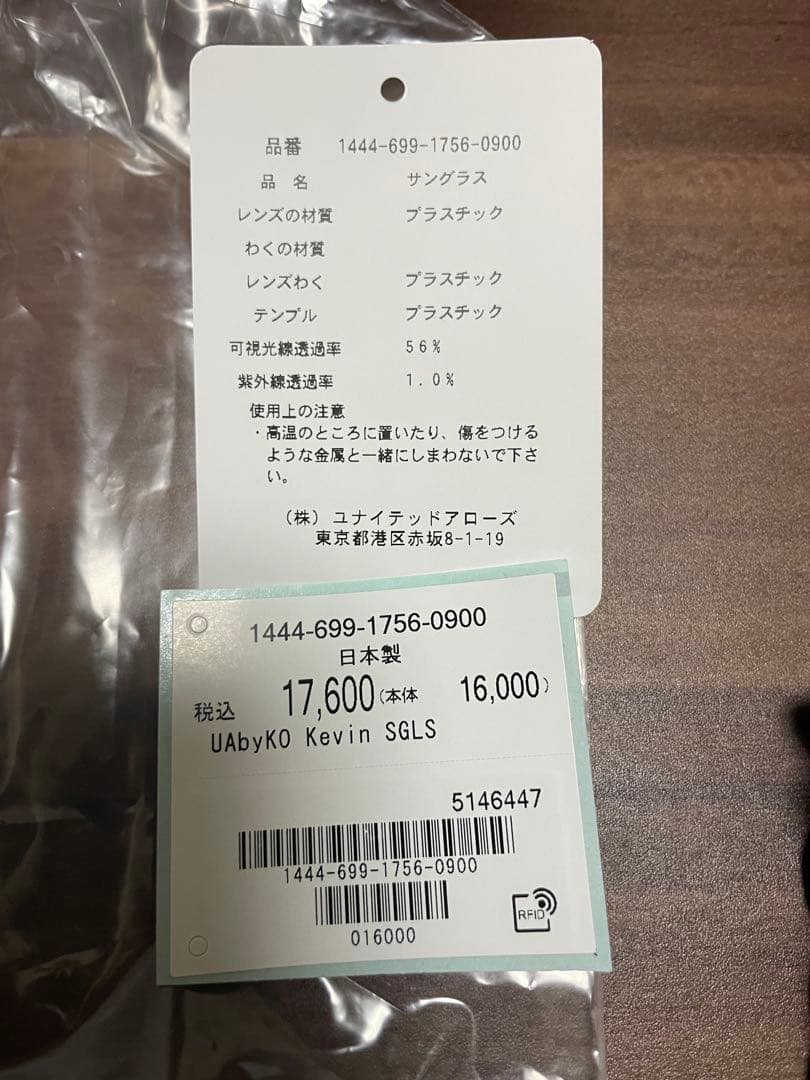 品番 1444-699-1756-0900
品 名 サングラス
レンズの材質 プラスチック
わくの材質
レンズわく プラスチック
テンプル プラスチック
可視光線透過率 56%
紫外線透過率 1.0%
使用上の注意
・高温のところに置いたり、傷をつける
ような金属と一緒にしまわないで下さ
い。
(株) ユナイテッドアローズ
東京都港区赤坂8-1-19
1444-699-1756-0900
日本製
税込 17,600(本体 16,000)
UAbyKO Kevin SGLS
5146447
1444-699-1756-0900
016000
RFID